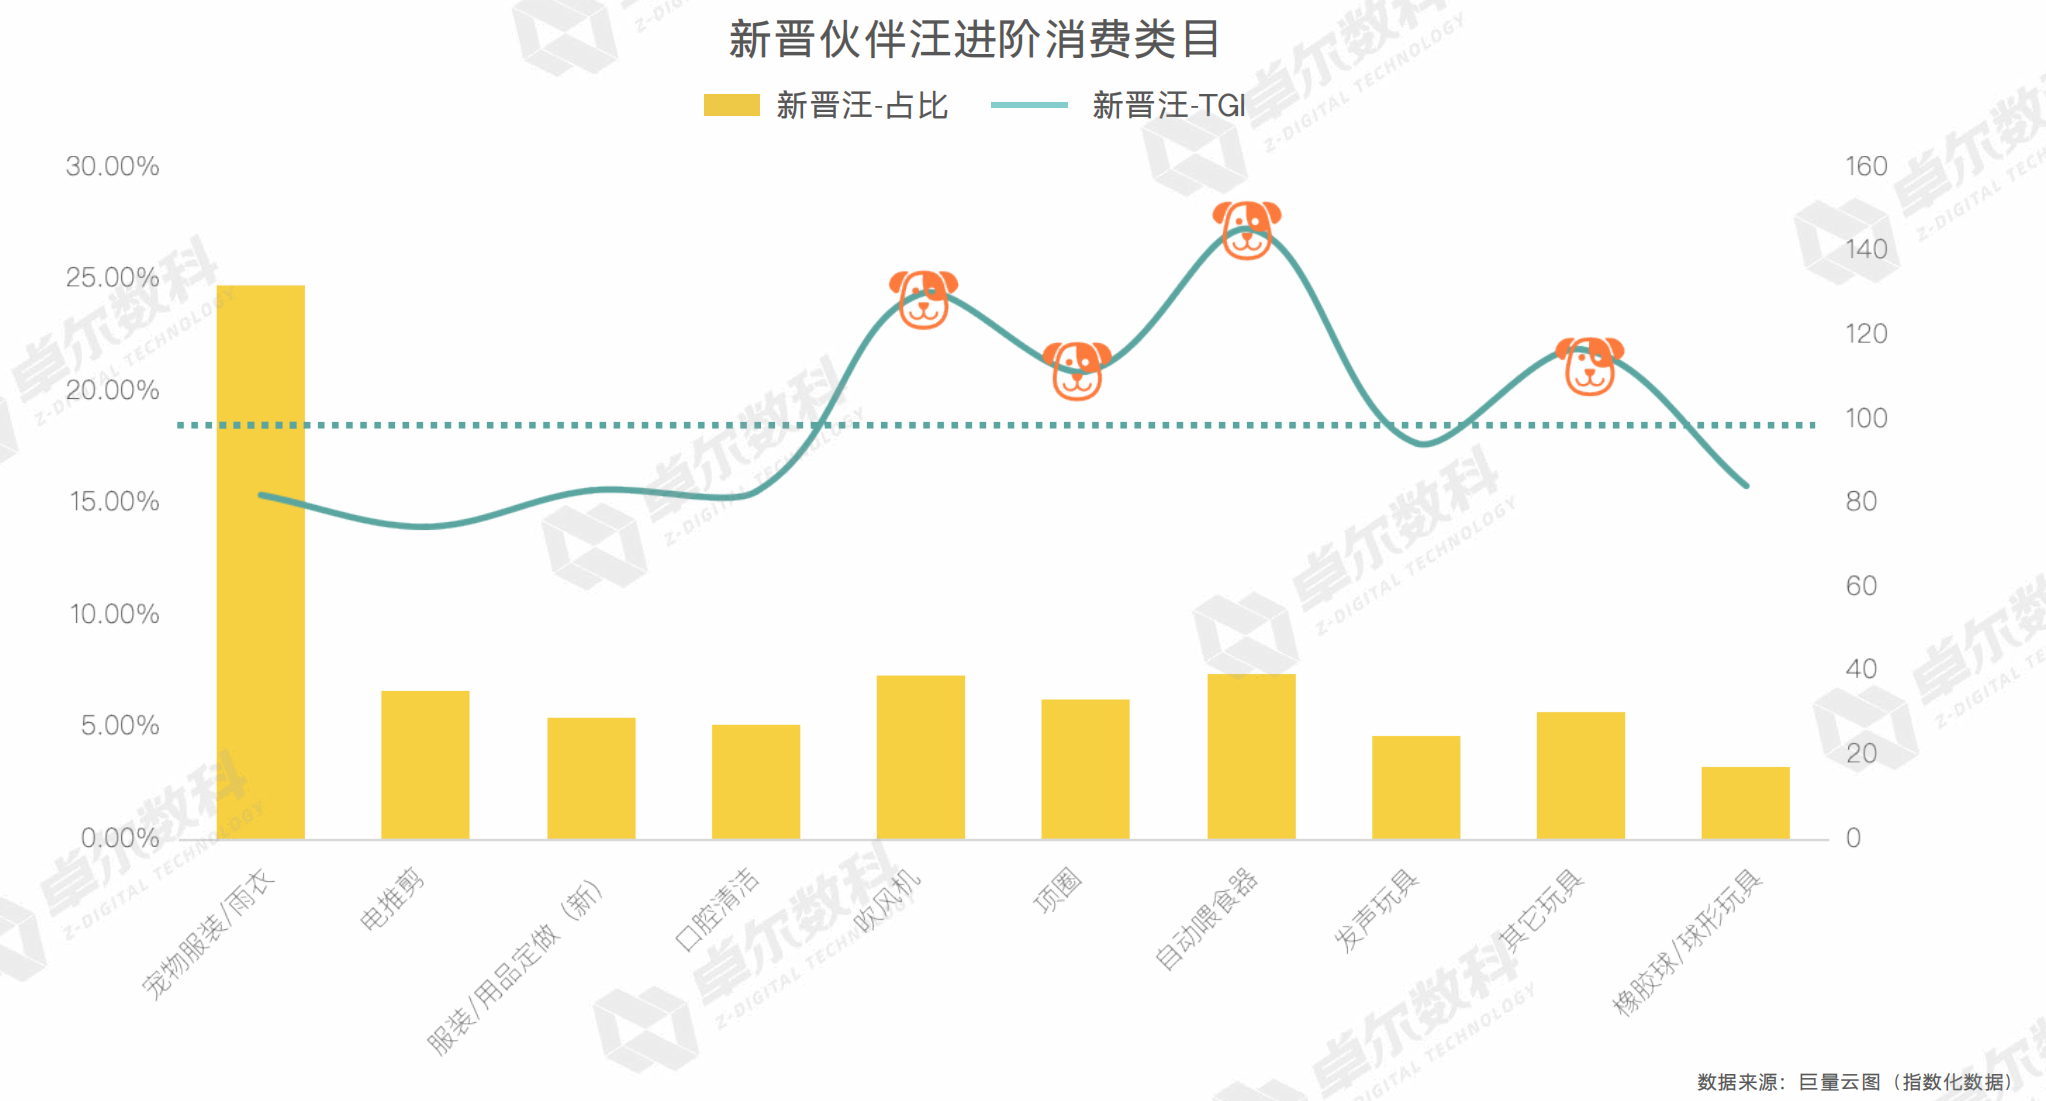 新晋伙伴汪进阶消费类目
新晋汪-占比 新晋汪-TGI
30.00%
25.00%
20.00%
15.00%
10.00%
5.00%
0.00%
160
140
120
100
80
60
40
20
0
宠物服装/雨衣
电推剪
服装/用品定做（新）
口腔清洁
吹风机
项圈
自动喂食器
发声玩具
其它玩具
橡胶球/球形玩具
数据来源：巨量云图（指数化数据）
卓尔数科
Z-DIGITAL TECHNOLOGY